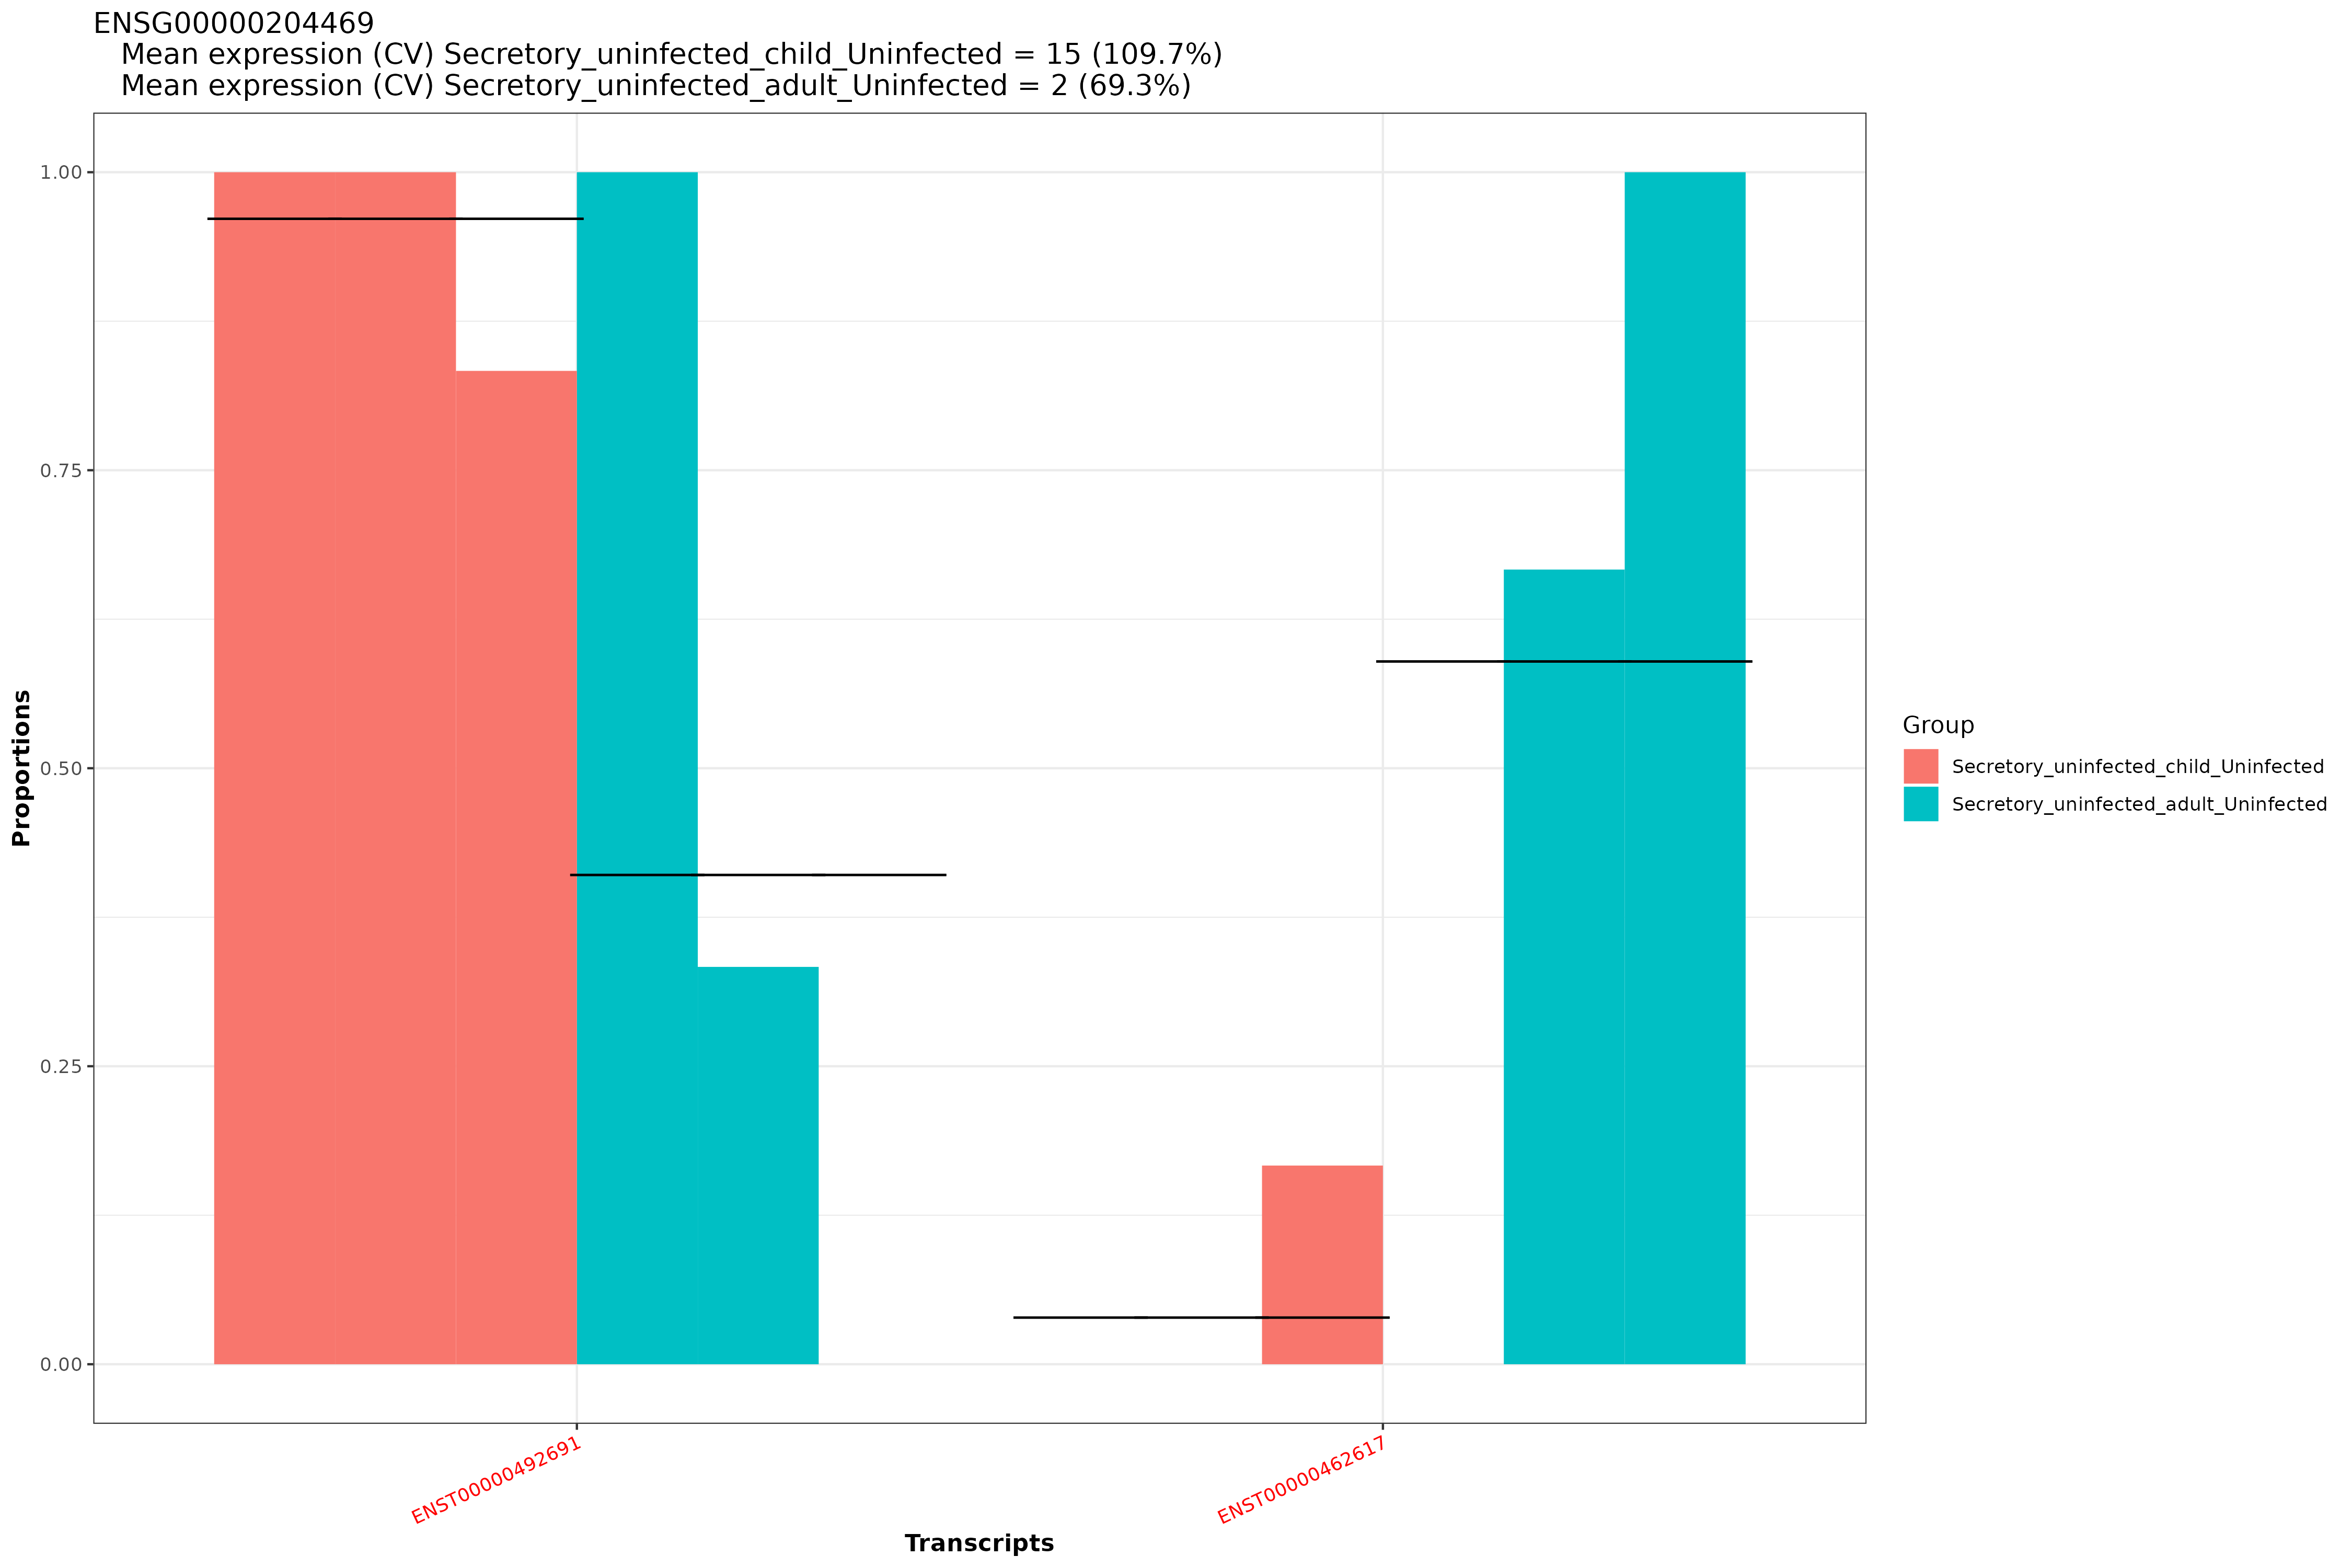 ENSG00000204469
Mean expression (CV) Secretory_uninfected_child_Uninfected = 15 (109.7%)
Mean expression (CV) Secretory_uninfected_adult_Uninfected = 2 (69.3%)
1.00
0.75
0.50
0.25
0.00
Proportions
ENST00000492691
ENST00000462617
Transcripts
Group
Secretory_uninfected_child_Uninfected
Secretory_uninfected_adult_Uninfected